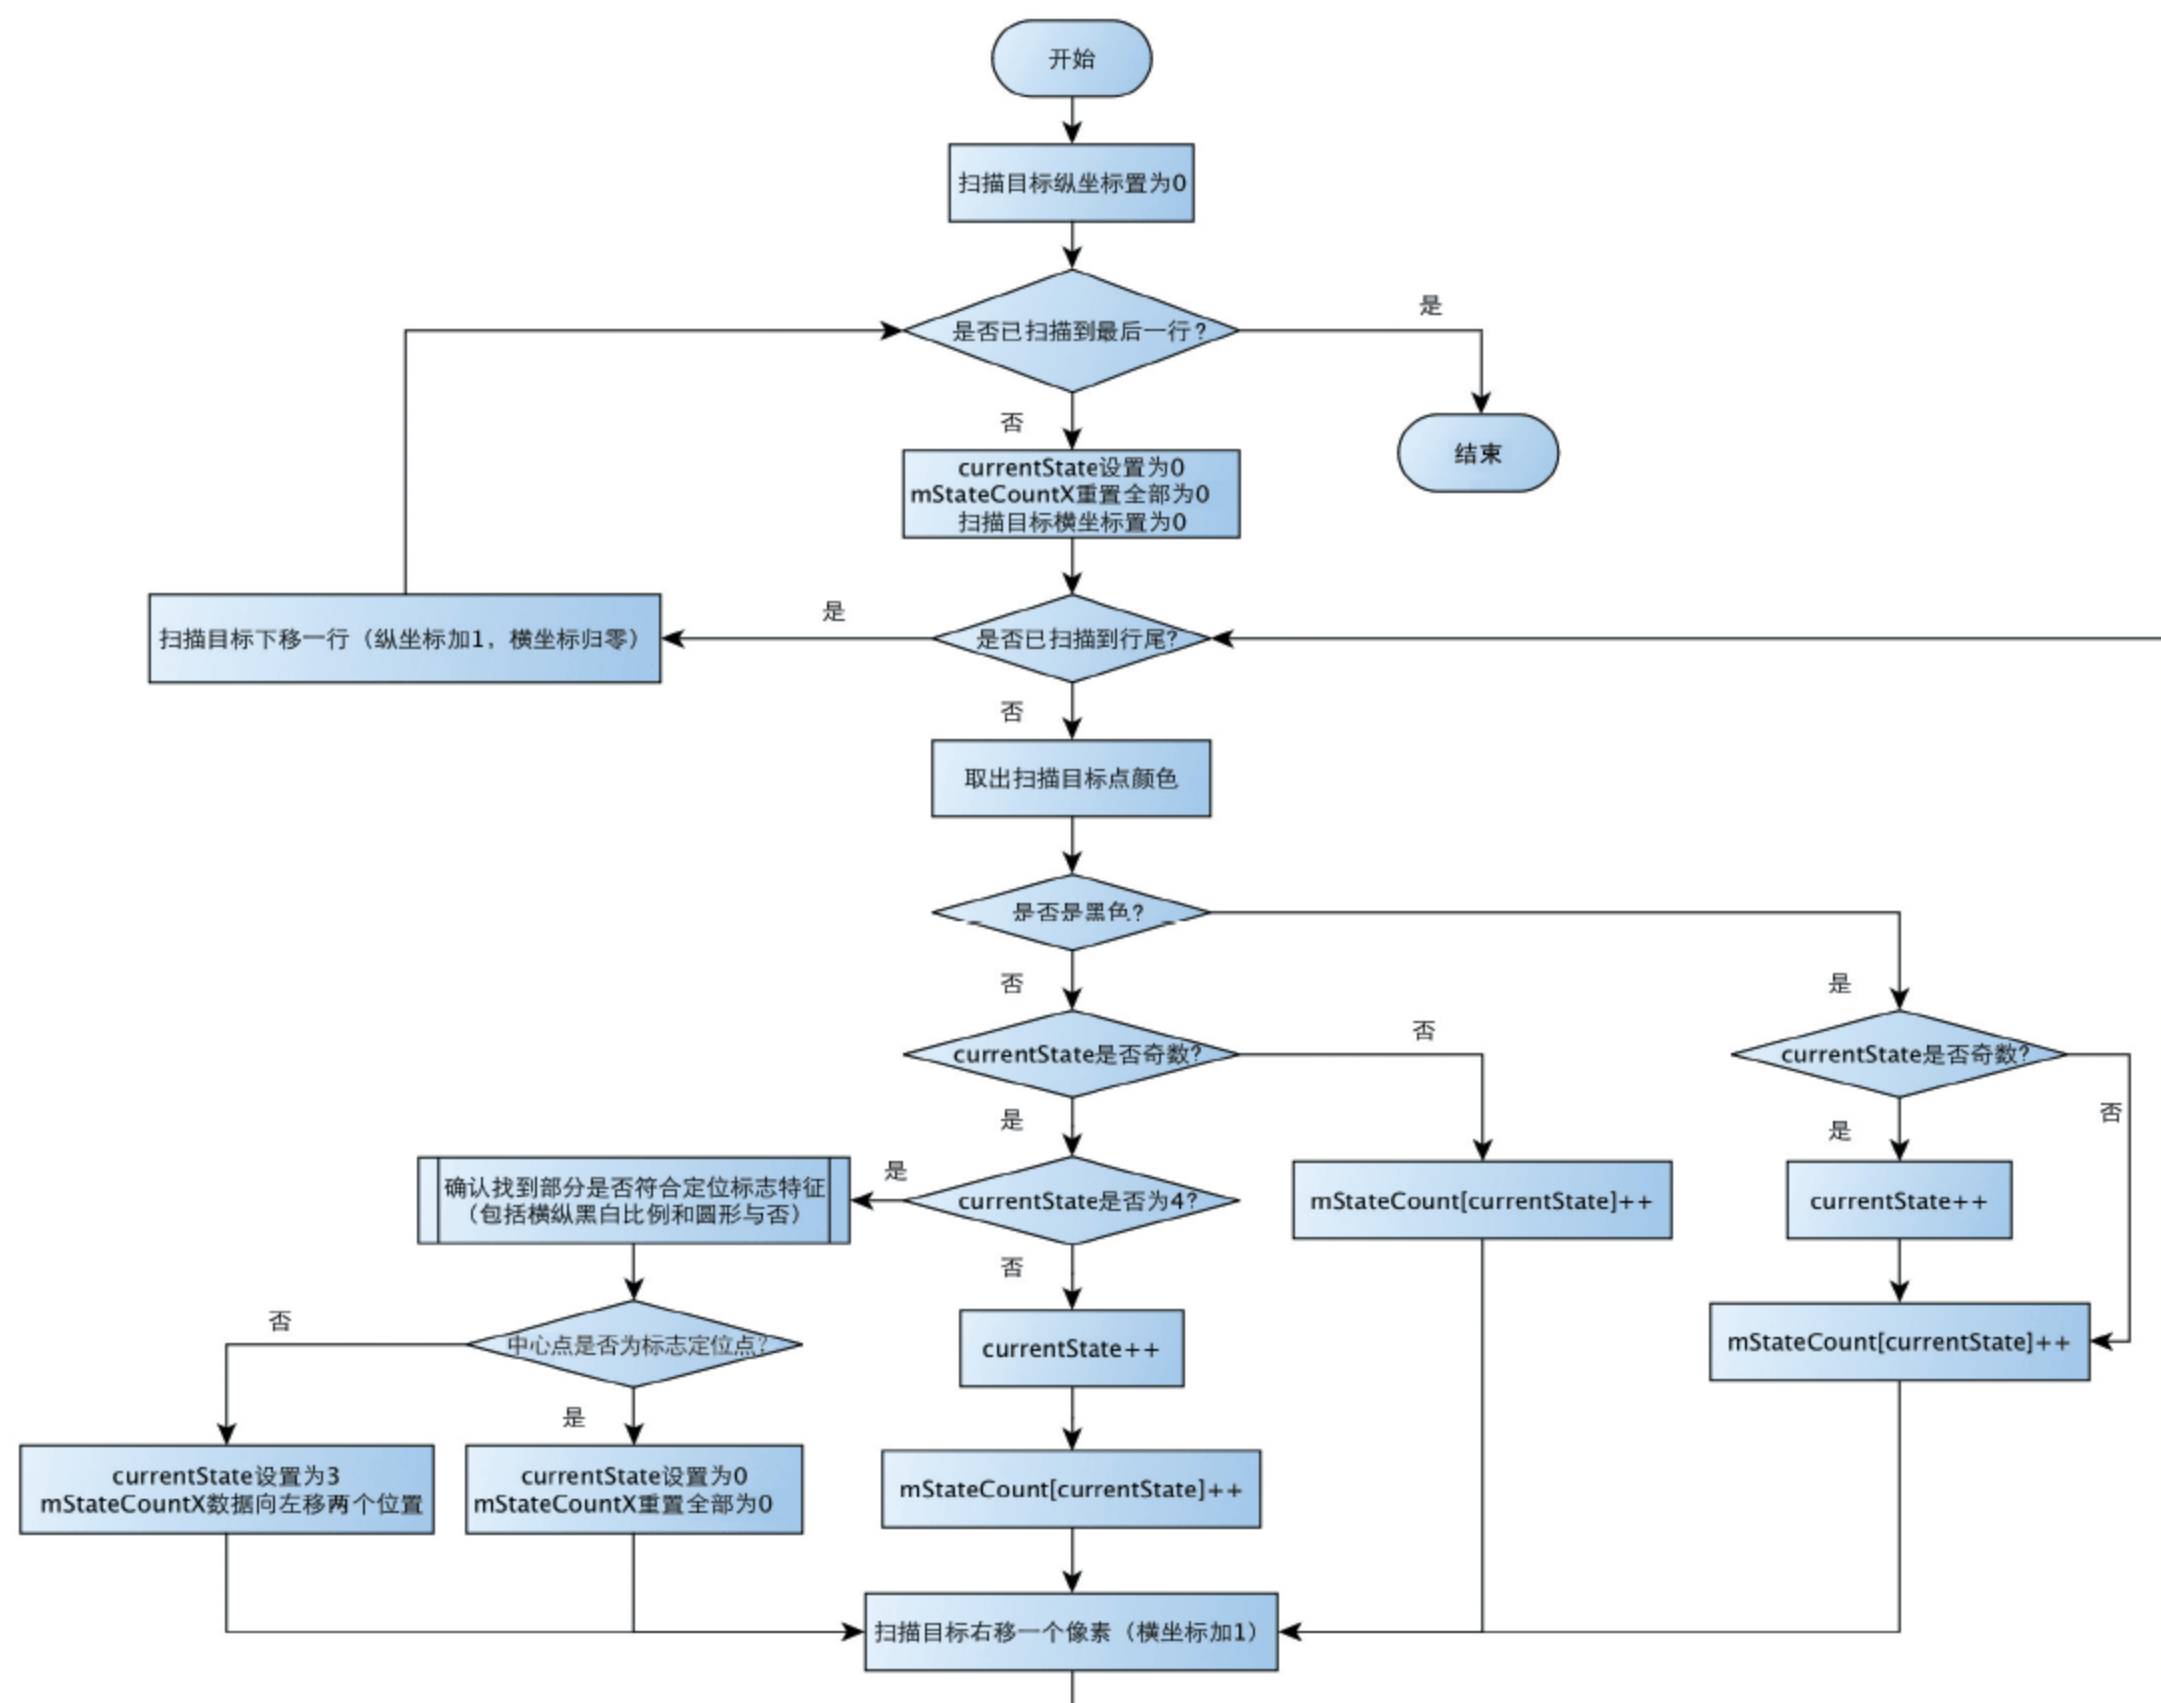 开始
扫描目标纵坐标置为0
是否已扫描到最后一行?
是
结束
否
currentState设置为0
mStateCountX重置全部为0
扫描目标横坐标置为0
扫描目标下移一行（纵坐标加1，横坐标归零）
是
是否已扫描到行尾?
否
取出扫描目标点颜色
是否是黑色?
否
是
currentState是否奇数?
否
currentState是否奇数?
是
是
否
确认找到部分是否符合定位标志特征
（包括横纵黑白比例和圆形与否）
是
currentState是否为4?
mStateCount[currentState]++
currentState++
否
否
中心点是否为标志定位点?
currentState++
mStateCount[currentState]++
是
currentState设置为3
mStateCountX数据向左移两个位置
currentState设置为0
mStateCountX重置全部为0
mStateCount[currentState]++
扫描目标右移一个像素（横坐标加1）